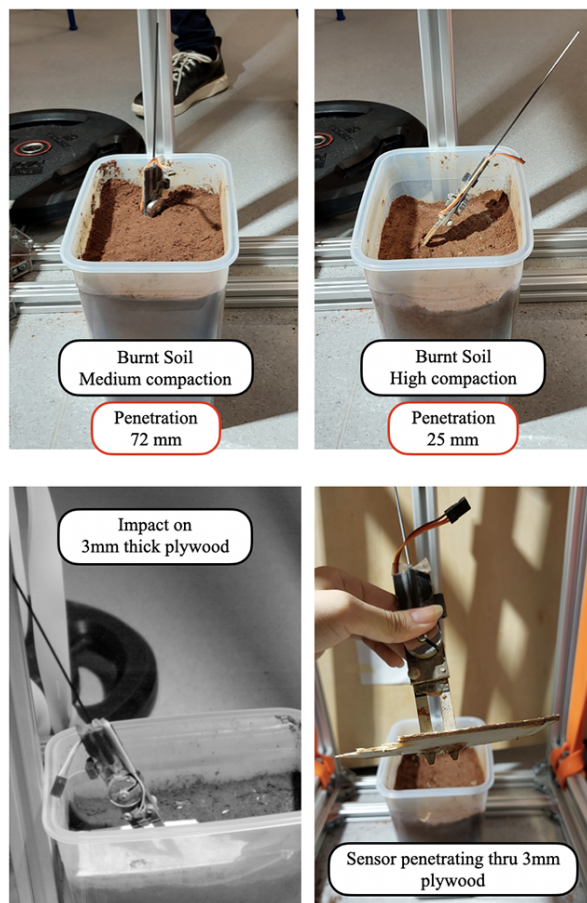 Burnt Soil
Medium compaction
Penetration
72 mm
Burnt Soil
High compaction
Penetration
25 mm
Impact on
3mm thick plywood
Sensor penetrating thru 3mm
plywood